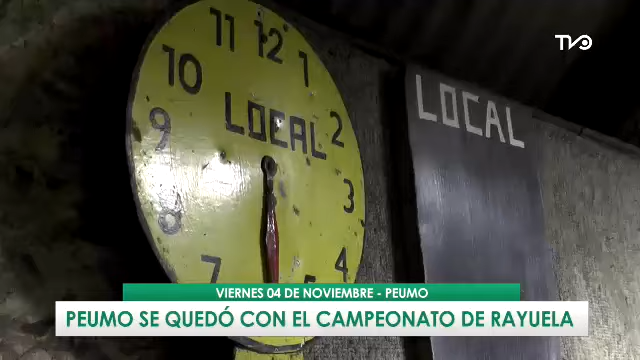 TVO
11 12 1
10
2
LOCAL
LOCAL
9
3
8
4
7
5
VIERNES 04 DE NOVIEMBRE - PEUMO
PEUMO SE QUEDÓ CON EL CAMPEONATO DE RAYUELA